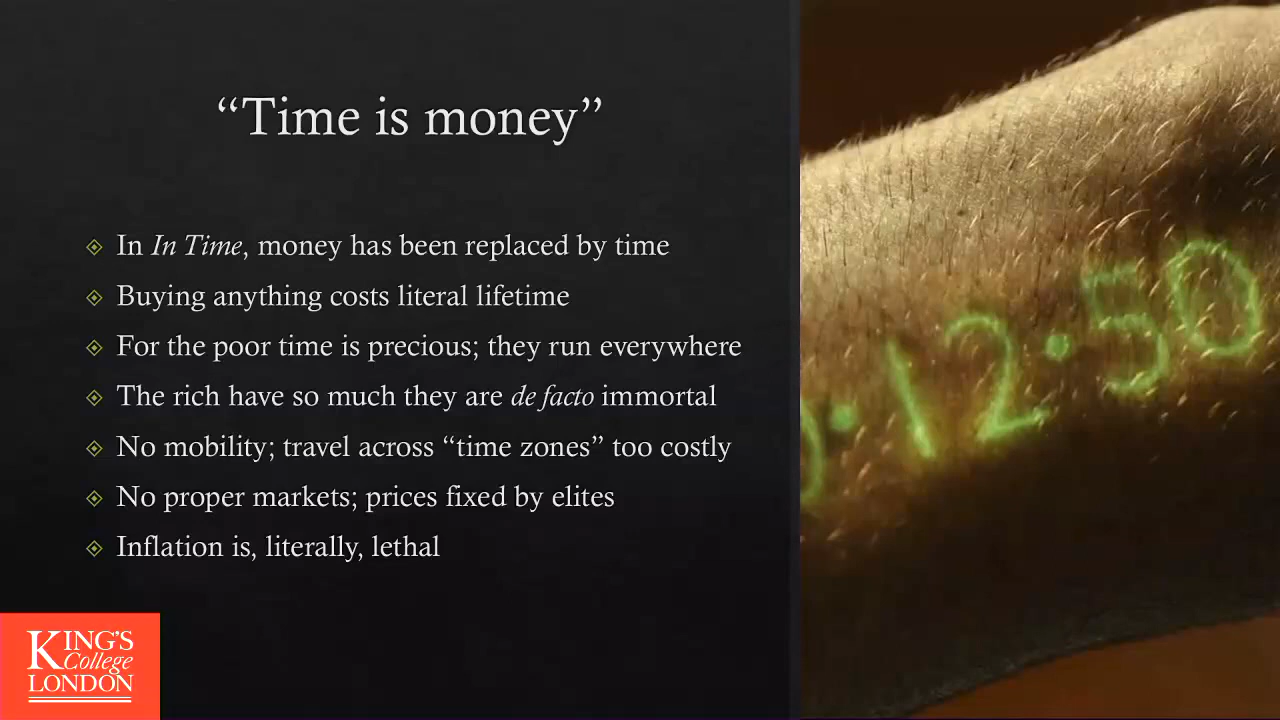 “Time is money”
In In Time, money has been replaced by time
Buying anything costs literal lifetime
For the poor time is precious; they run everywhere
The rich have so much they are de facto immortal
No mobility; travel across “time zones” too costly
No proper markets; prices fixed by elites
Inflation is, literally, lethal
12·50
KING'S
College
LONDON